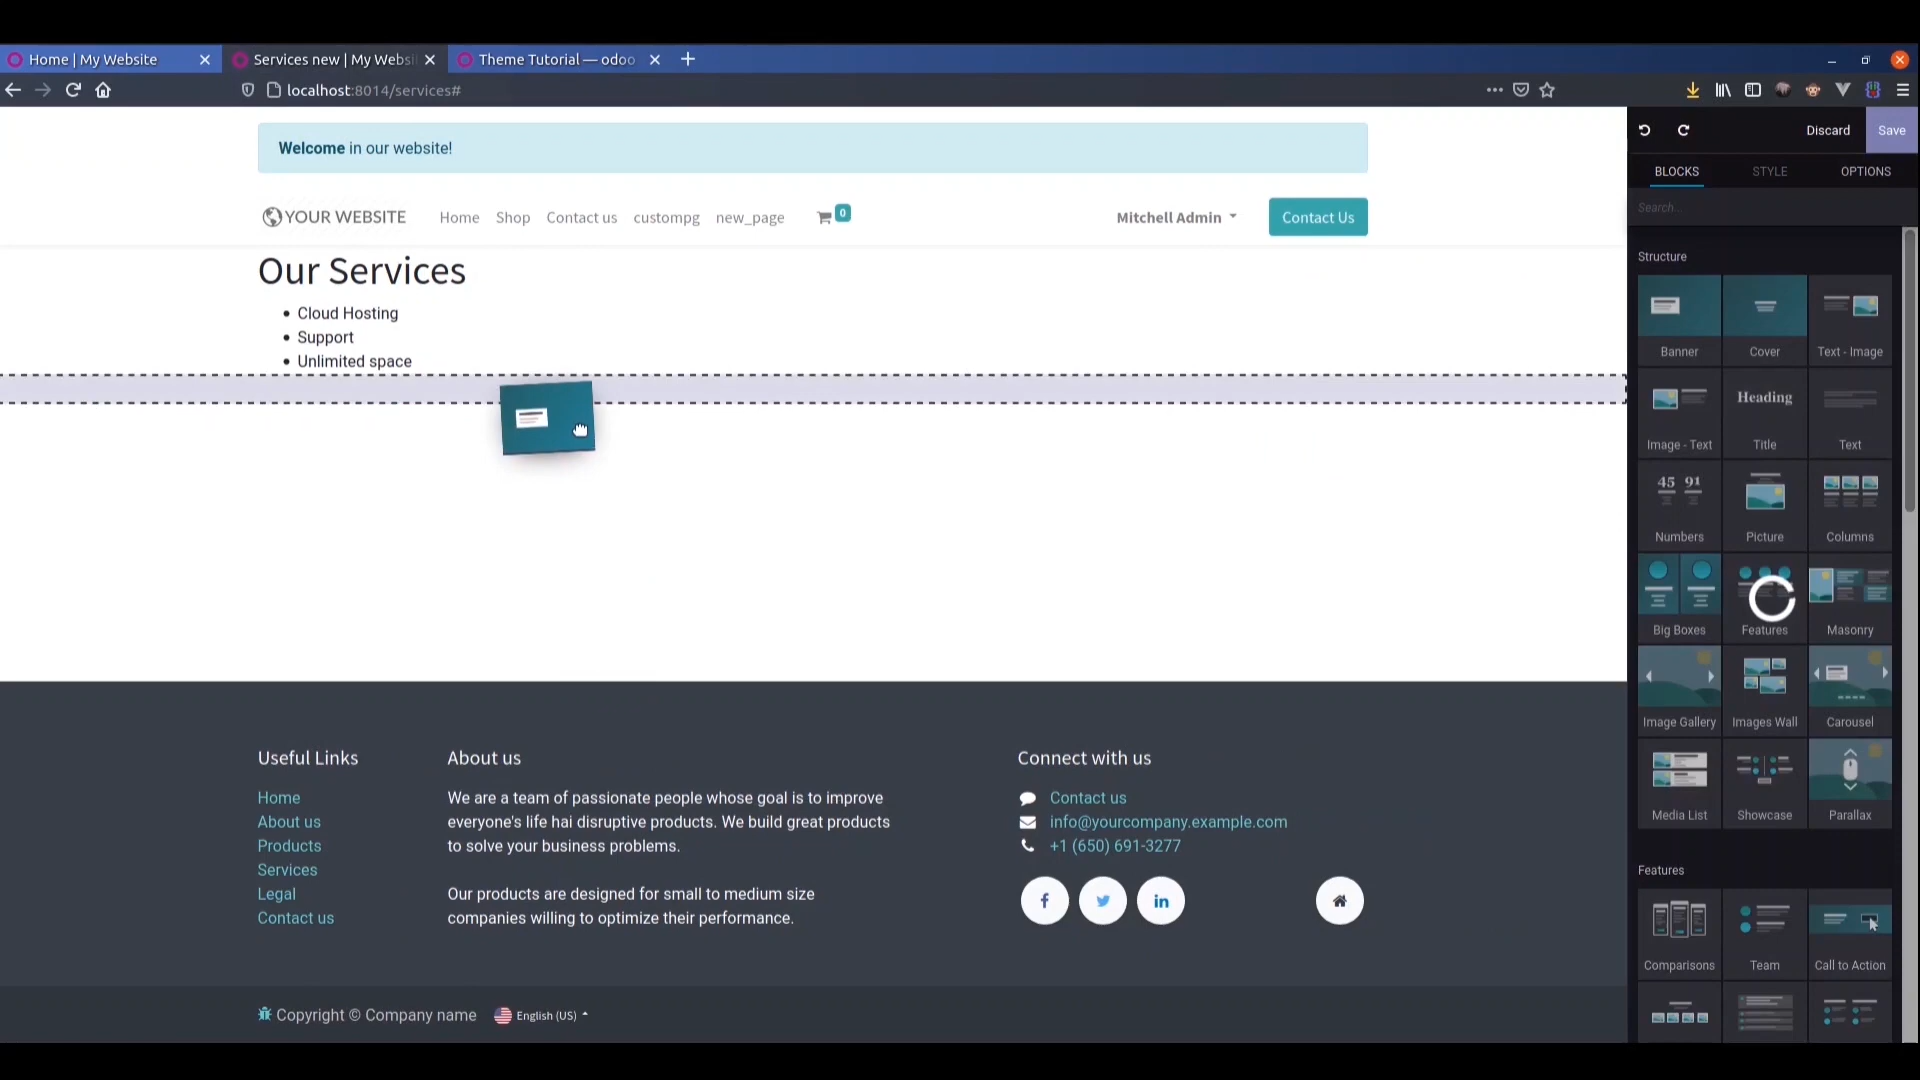 Home | My Website
Services new | My Websi
Theme Tutorial — odoo
localhost:8014/services#
Welcome in our website!
YOUR WEBSITE
Home
Shop
Contact us
custompg
new_page
0
Mitchell Admin
Contact Us
Our Services
Cloud Hosting
Support
Unlimited space
Useful Links
Home
About us
Products
Services
Legal
Contact us
About us
We are a team of passionate people whose goal is to improve
everyone's life hai disruptive products. We build great products
to solve your business problems.
Our products are designed for small to medium size
companies willing to optimize their performance.
Connect with us
Contact us
info@yourcompany.example.com
+1 (650) 691-3277
Copyright © Company name
English (US)
Discard
Save
BLOCKS
STYLE
OPTIONS
Search...
Structure
Banner
Cover
Text - Image
Image - Text
Heading
Title
Text
45 91
Numbers
Picture
Columns
Big Boxes
Features
Masonry
Image Gallery
Images Wall
Carousel
Media List
Showcase
Parallax
Features
Comparisons
Team
Call to Action